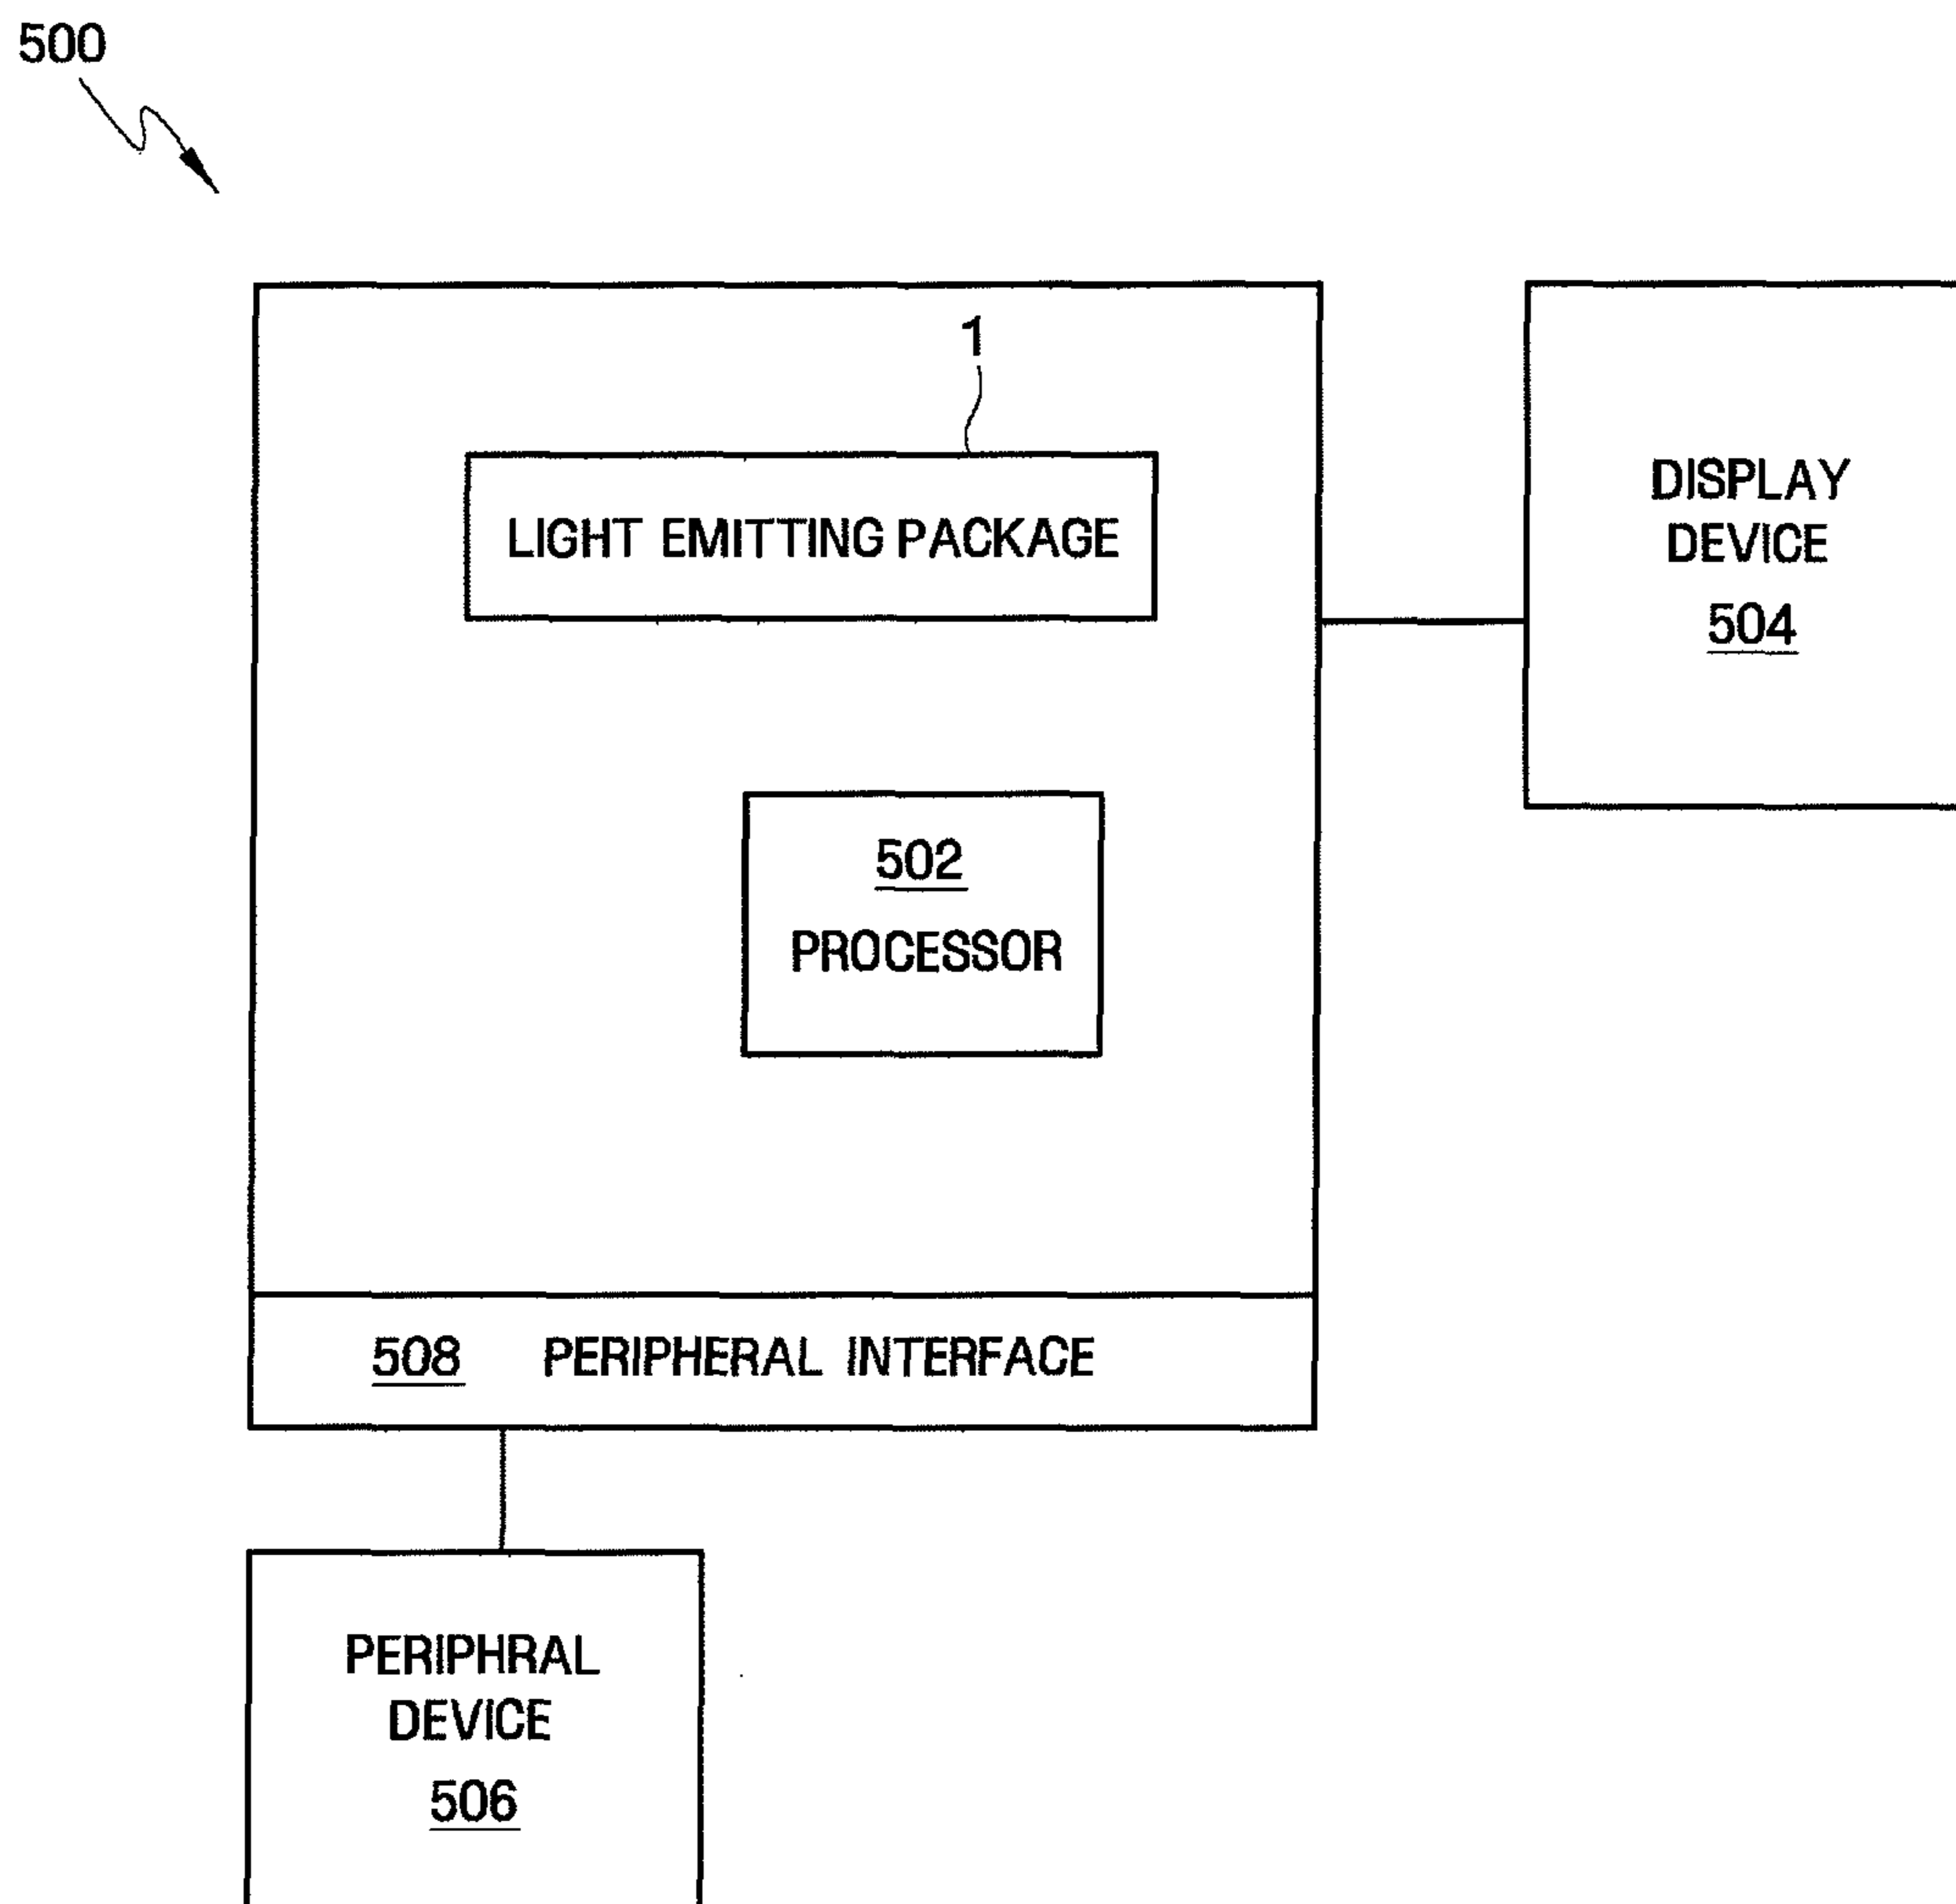 500
1
LIGHT EMITTING PACKAGE
DISPLAY
DEVICE
504
502
PROCESSOR
508 PERIPHERAL INTERFACE
PERIPHRAL
DEVICE
506